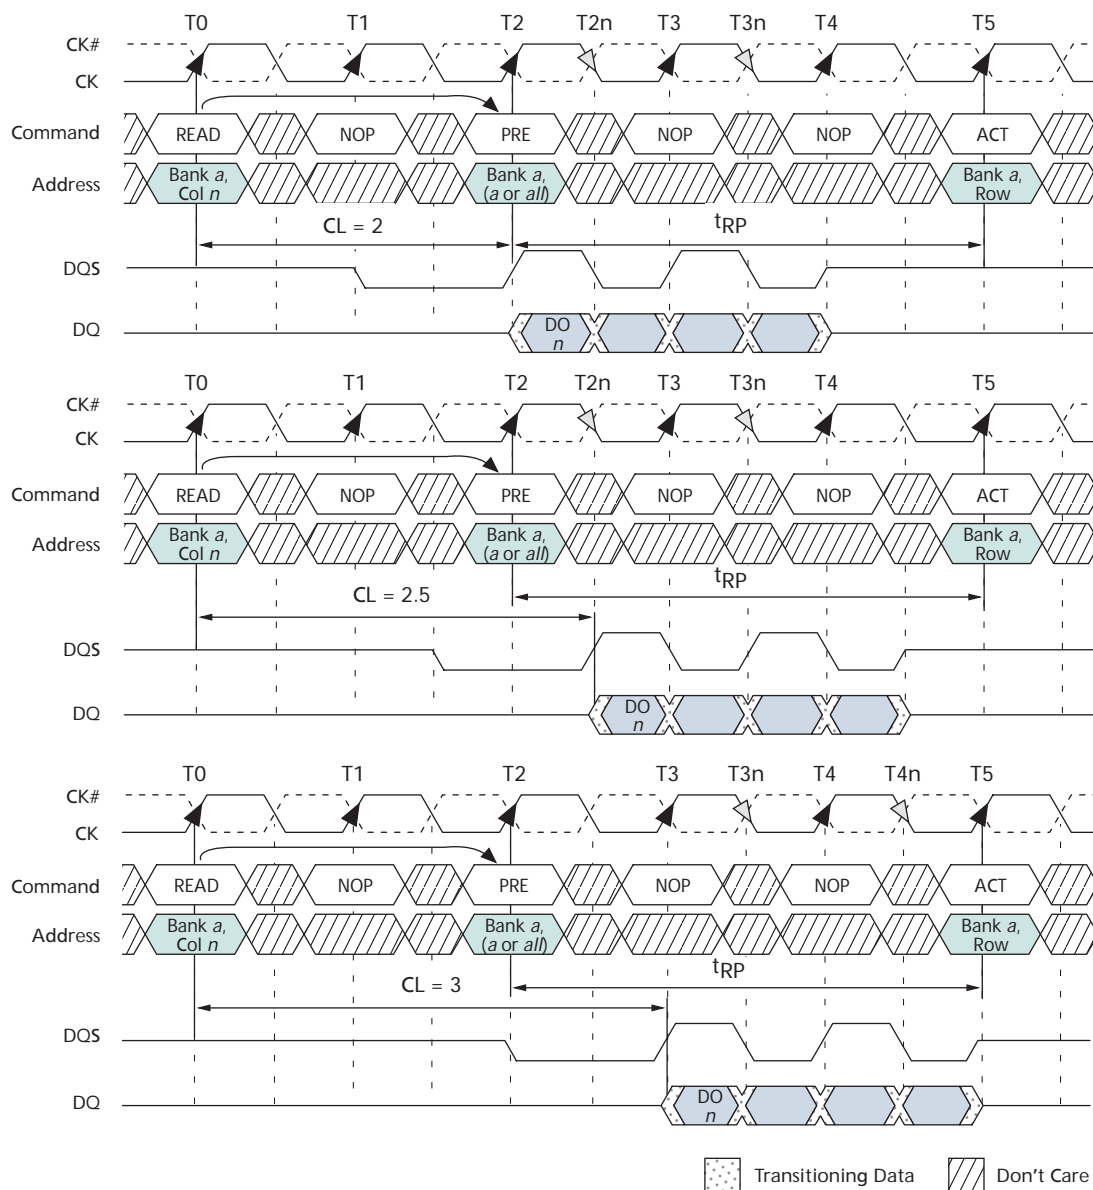 T0 T1 T2 T2n T3 T3n T4 T5
CK#
CK
Command READ NOP PRE NOP NOP ACT
Address Bank a, Col n Bank a, (a or all) Bank a, Row
CL = 2 tRP
DQS
DQ DO n
T0 T1 T2 T2n T3 T3n T4 T5
CK#
CK
Command READ NOP PRE NOP NOP ACT
Address Bank a, Col n Bank a, (a or all) Bank a, Row
CL = 2.5 tRP
DQS
DQ DO n
T0 T1 T2 T3 T3n T4 T4n T5
CK#
CK
Command READ NOP PRE NOP NOP ACT
Address Bank a, Col n Bank a, (a or all) Bank a, Row
CL = 3 tRP
DQS
DQ DO n
Transitioning Data Don't Care